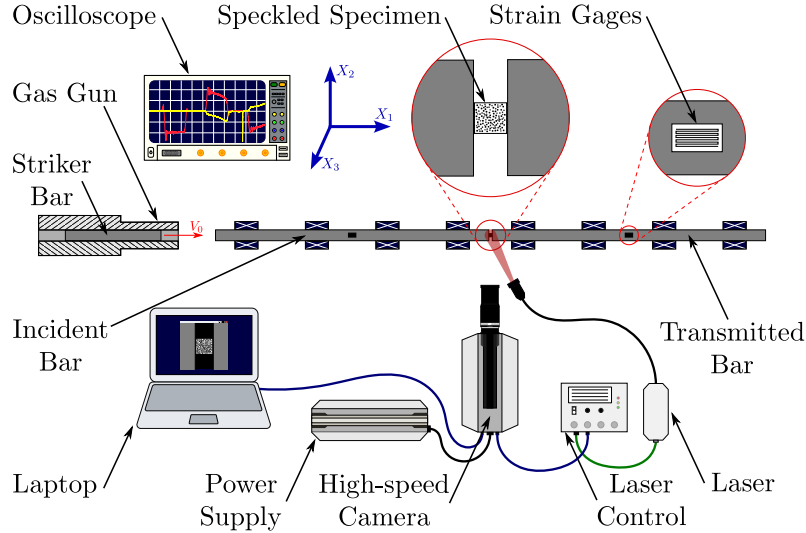 Oscilloscope
Speckled Specimen
Strain Gages
Gas Gun
X₂
X₁
X₃
Striker
Bar
V₀
Incident
Bar
Transmitted
Bar
Laptop
Power
Supply
High-speed
Camera
Laser
Control
Laser